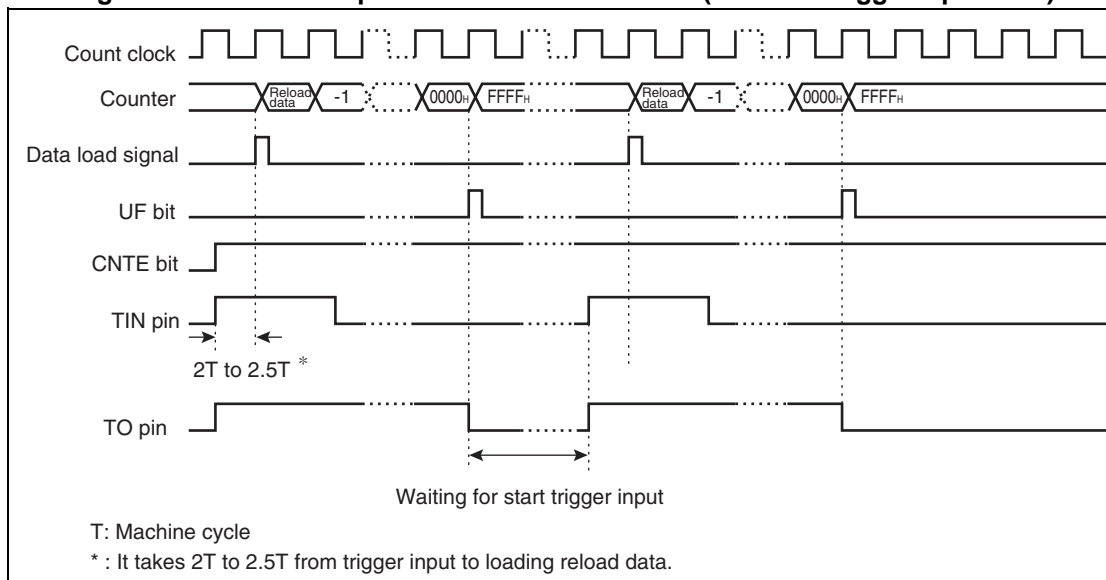 Count clock
Counter Reload data -1 0000H FFFFH Reload data -1 0000H FFFFH
Data load signal
UF bit
CNTE bit
TIN pin
2T to 2.5T *
TO pin
Waiting for start trigger input
T: Machine cycle
* : It takes 2T to 2.5T from trigger input to loading reload data.